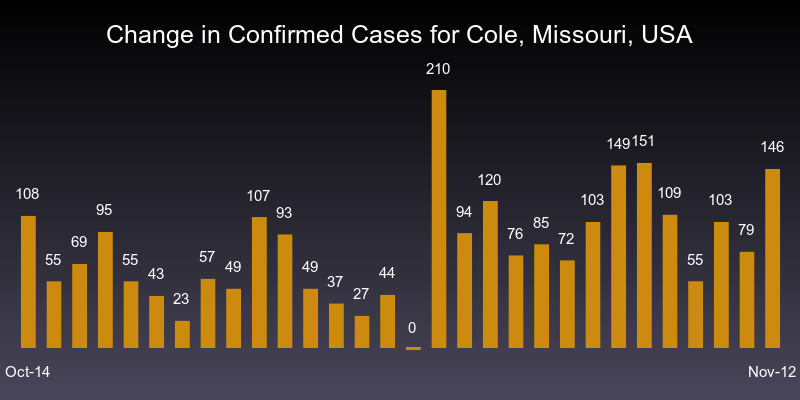 Change in Confirmed Cases for Cole, Missouri, USA
108 55 69 95 55 43 23 57 49 107 93 49 37 27 44 0 210 94 120 76 85 72 103 149 151 109 55 103 79 146
Oct-14 Nov-12